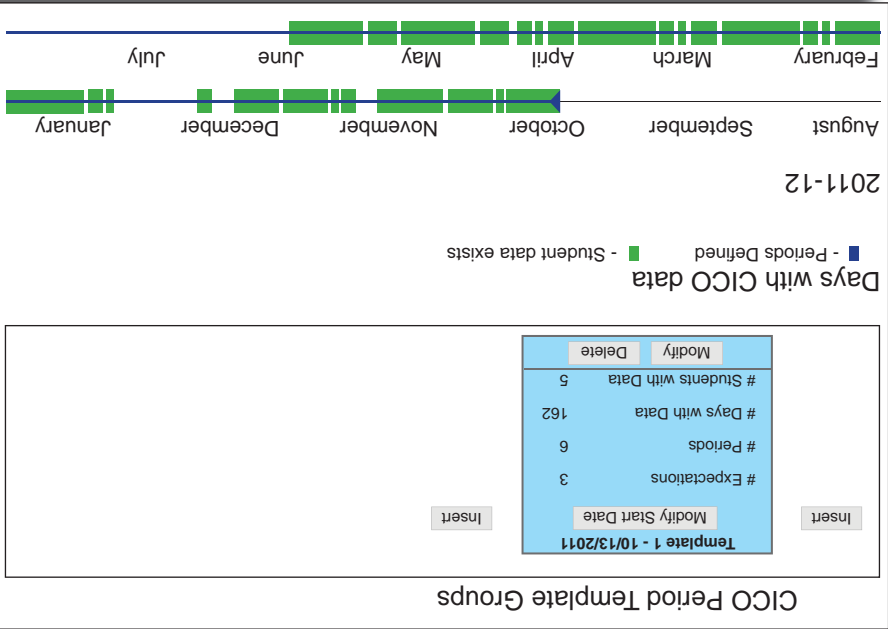 CICO Period Template Groups
Template 1 - 10/13/2011
Insert Modify Start Date Insert
# Expectations 3
# Periods 6
# Days with Data 162
# Students with Data 5
Modify Delete
Days with CICO data
- Periods Defined - Student data exists
2011-12
August September October November December January
February March April May June July